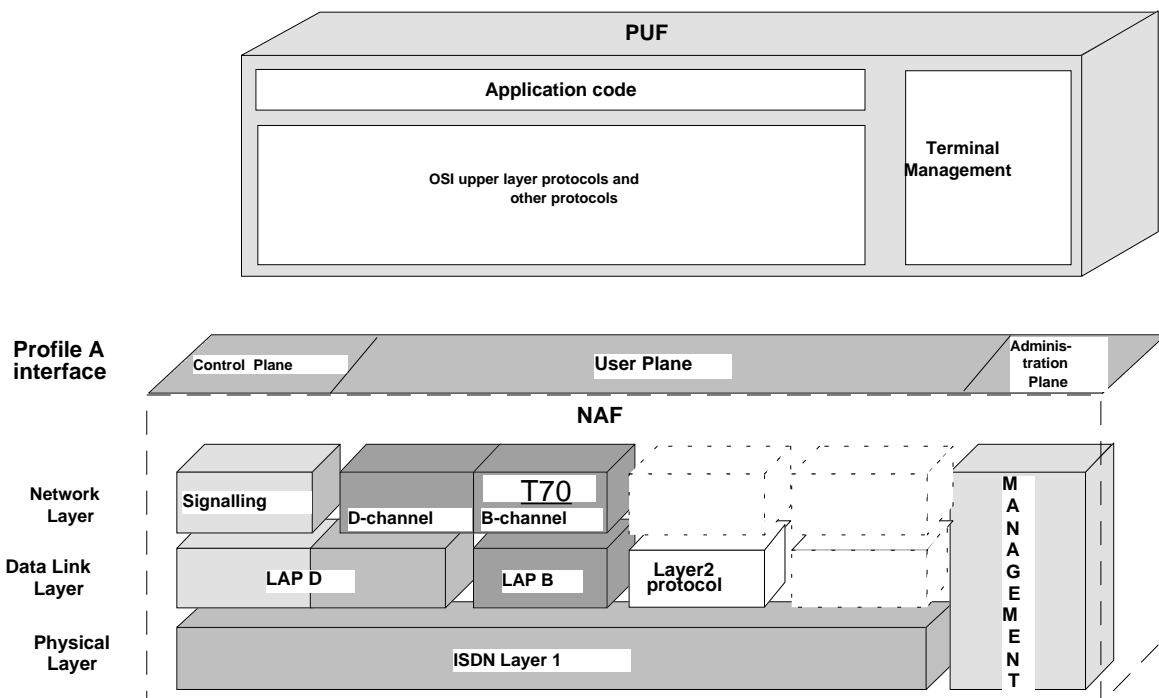 PUF
Application code
OSI upper layer protocols and
other protocols
Terminal
Management
Profile A
interface
Control Plane
User Plane
Adminis-
tration
Plane
NAF
Network
Layer
Signalling
D-channel
T70
B-channel
Data Link
Layer
LAP D
LAP B
Layer2
protocol
Physical
Layer
ISDN Layer 1
MANAGEMENT